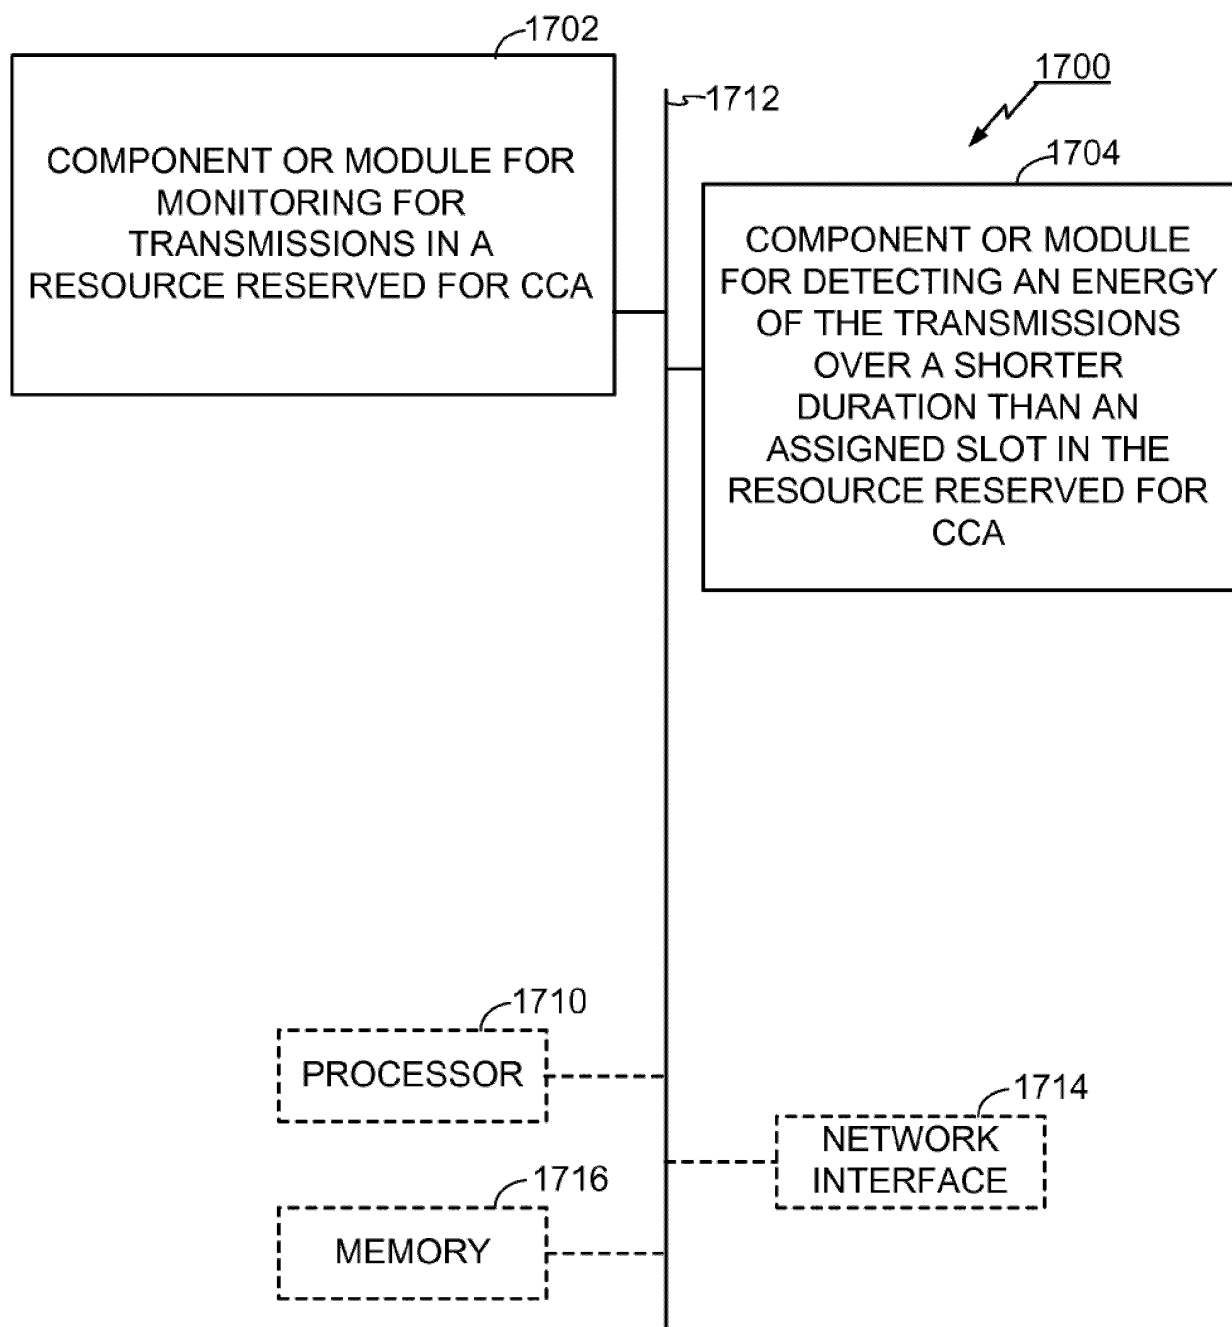 1702
1712
1700
COMPONENT OR MODULE FOR
MONITORING FOR
TRANSMISSIONS IN A
RESOURCE RESERVED FOR CCA
1704
COMPONENT OR MODULE
FOR DETECTING AN ENERGY
OF THE TRANSMISSIONS
OVER A SHORTER
DURATION THAN AN
ASSIGNED SLOT IN THE
RESOURCE RESERVED FOR
CCA
1710
PROCESSOR
1714
NETWORK
INTERFACE
1716
MEMORY